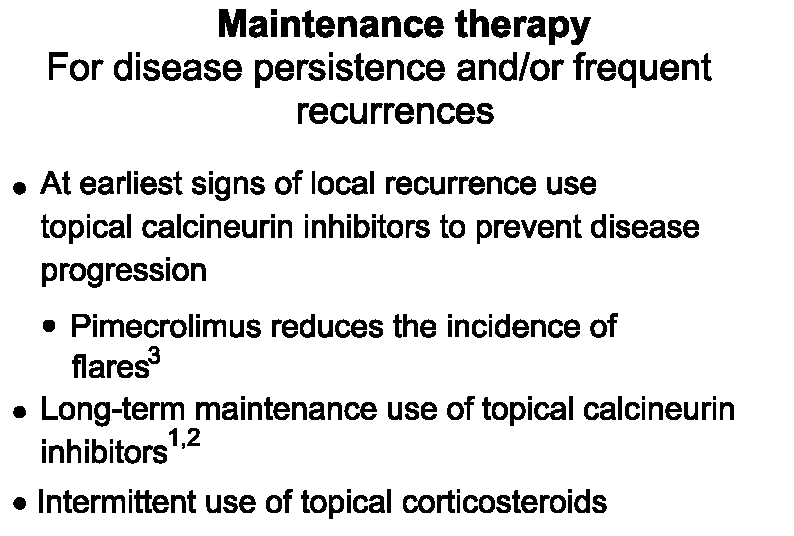 Maintenance therapy
For disease persistence and/or frequent
recurrences
• At earliest signs of local recurrence use
topical calcineurin inhibitors to prevent disease
progression
• Pimecrolimus reduces the incidence of
flares3
• Long-term maintenance use of topical calcineurin
inhibitors1,2
• Intermittent use of topical corticosteroids